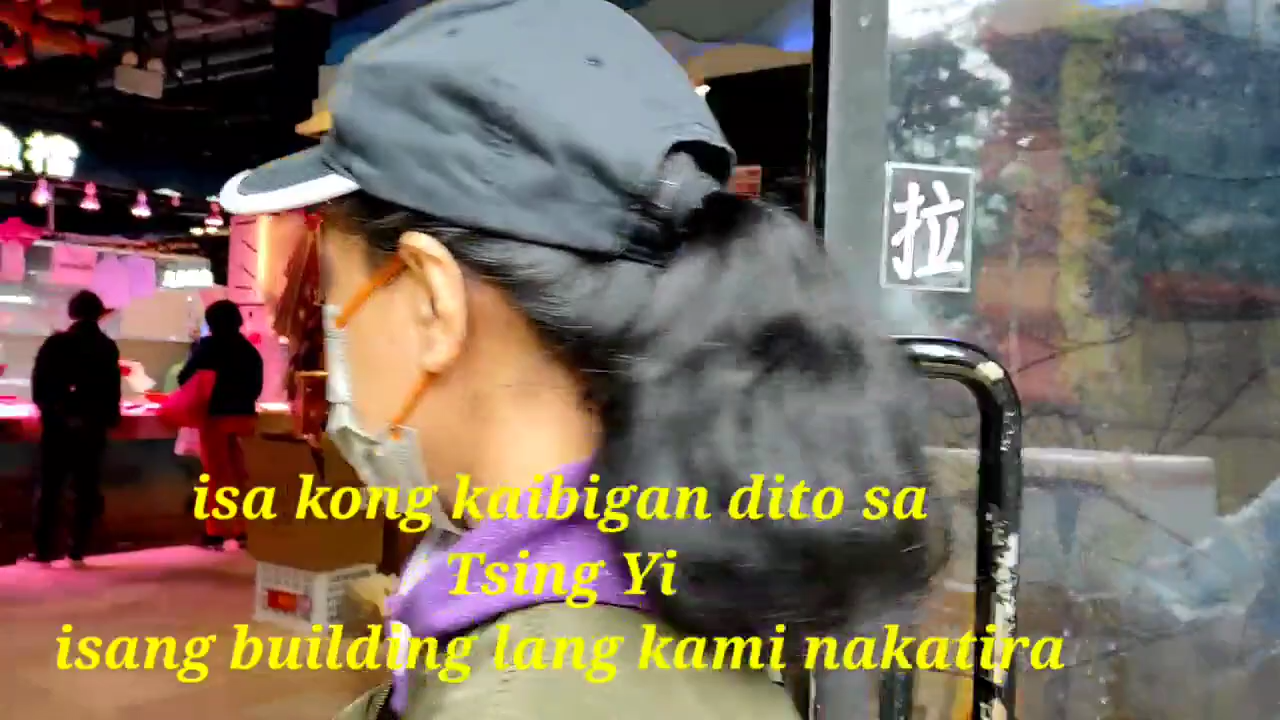 拉
isa kong kaibigan dito sa
Tsing Yi
isang building lang kami nakatira